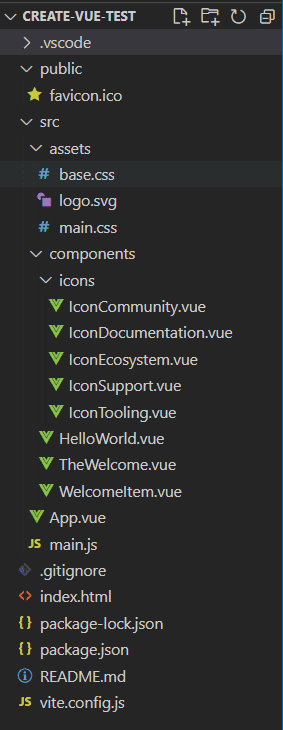 CREATE-VUE-TEST
.vscode
public
favicon.ico
src
assets
# base.css
logo.svg
# main.css
components
icons
IconCommunity.vue
IconDocumentation.vue
IconEcosystem.vue
IconSupport.vue
IconTooling.vue
HelloWorld.vue
TheWelcome.vue
WelcomeItem.vue
App.vue
JS main.js
.gitignore
<> index.html
{ } package-lock.json
{ } package.json
README.md
JS vite.config.js